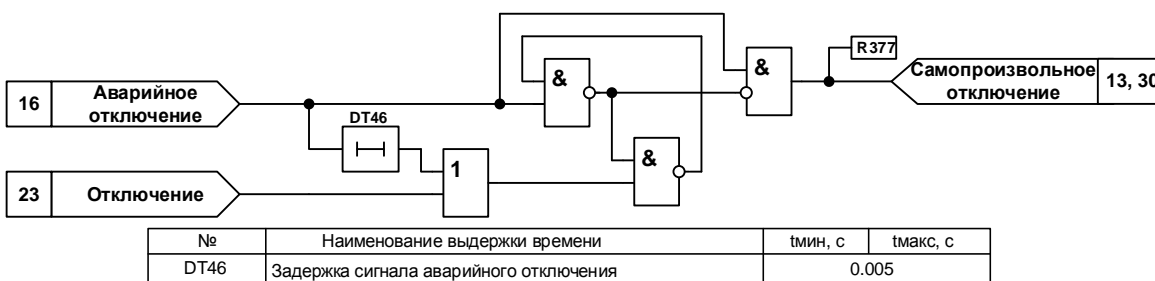 R377
&
&
Самопроизвольное отключение
13, 30
16
Аварийное отключение
DT46
&
1
23
Отключение
№ Наименование выдержки времени tмин, с tмакс, с
DT46 Задержка сигнала аварийного отключения 0.005